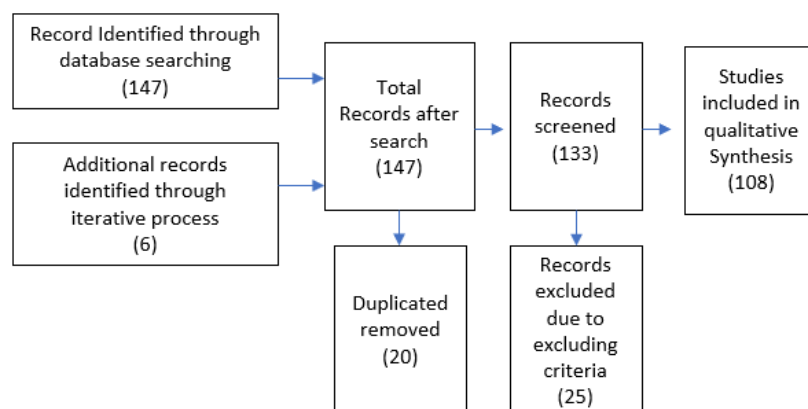 Record Identified through
database searching
(147)
Additional records
identified through
iterative process
(6)
Total
Records after
search
(147)
Duplicated
removed
(20)
Records
screened
(133)
Records
excluded
due to
excluding
criteria
(25)
Studies
included in
qualitative
Synthesis
(108)